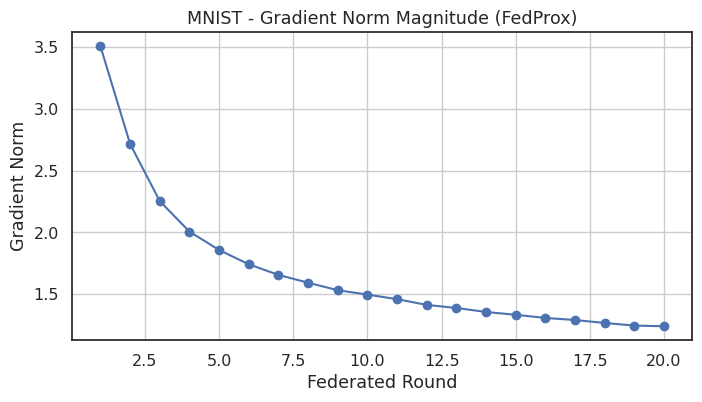 MNIST - Gradient Norm Magnitude (FedProx)
Gradient Norm
3.5
3.0
2.5
2.0
1.5
2.5 5.0 7.5 10.0 12.5 15.0 17.5 20.0
Federated Round